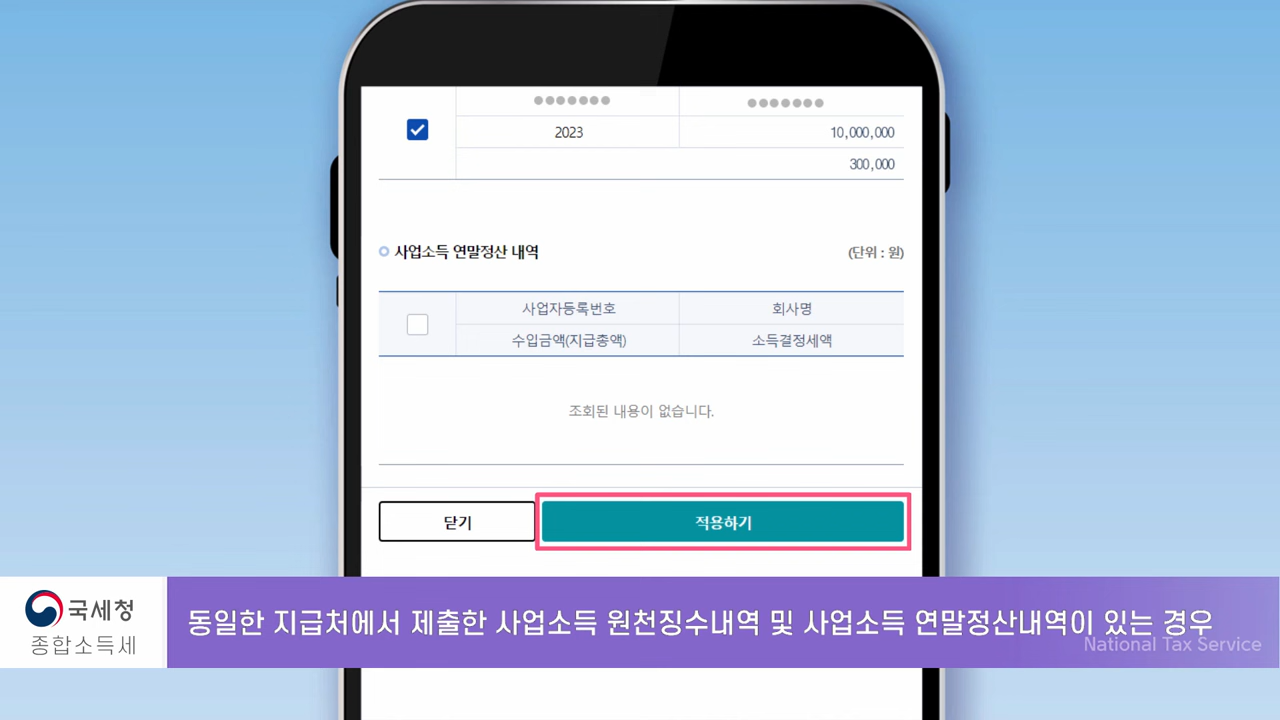 2023
10,000,000
300,000
사업소득 연말정산 내역
(단위 : 원)
사업자등록번호
회사명
수입금액(지급총액)
소득결정세액
조회된 내용이 없습니다.
닫기
적용하기
국세청
종합소득세
동일한 지급처에서 제출한 사업소득 원천징수내역 및 사업소득 연말정산내역이 있는 경우
National Tax Service